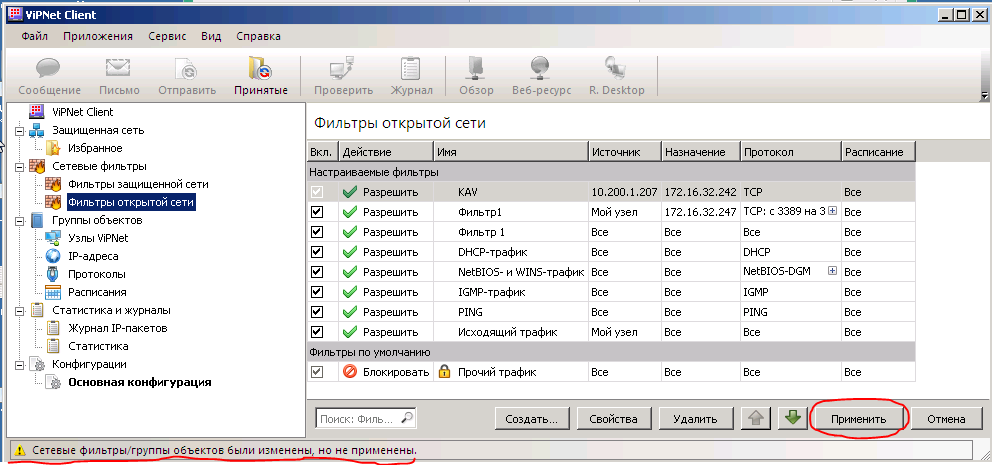 ViPNet Client
Файл Приложения Сервис Вид Справка
Сообщение Письмо Отправить Принятые Проверить Журнал Обзор Веб-ресурс R. Desktop
ViPNet Client
Защищенная сеть
Избранное
Сетевые фильтры
Фильтры защищенной сети
Фильтры открытой сети
Группы объектов
Узлы ViPNet
IP-адреса
Протоколы
Расписания
Статистика и журналы
Журнал IP-пакетов
Статистика
Конфигурации
Основная конфигурация
Фильтры открытой сети
Вкл. Действие Имя Источник Назначение Протокол Расписание
Настраиваемые фильтры
Разрешить KAV 10.200.1.207 172.16.32.242 TCP Все
Разрешить Фильтр1 Мой узел 172.16.32.247 TCP: с 3389 на 3 Все
Разрешить Фильтр 1 Все Все Все Все
Разрешить DHCP-трафик Все Все DHCP Все
Разрешить NetBIOS- и WINS-трафик Все Все NetBIOS-DGM Все
Разрешить IGMP-трафик Все Все IGMP Все
Разрешить PING Все Все PING Все
Разрешить Исходящий трафик Мой узел Все Все Все
Фильтры по умолчанию
Блокировать Прочий трафик Все Все Все Все
Поиск: Филь... Создать... Свойства Удалить Применить Отмена
Сетевые фильтры/группы объектов были изменены, но не применены.